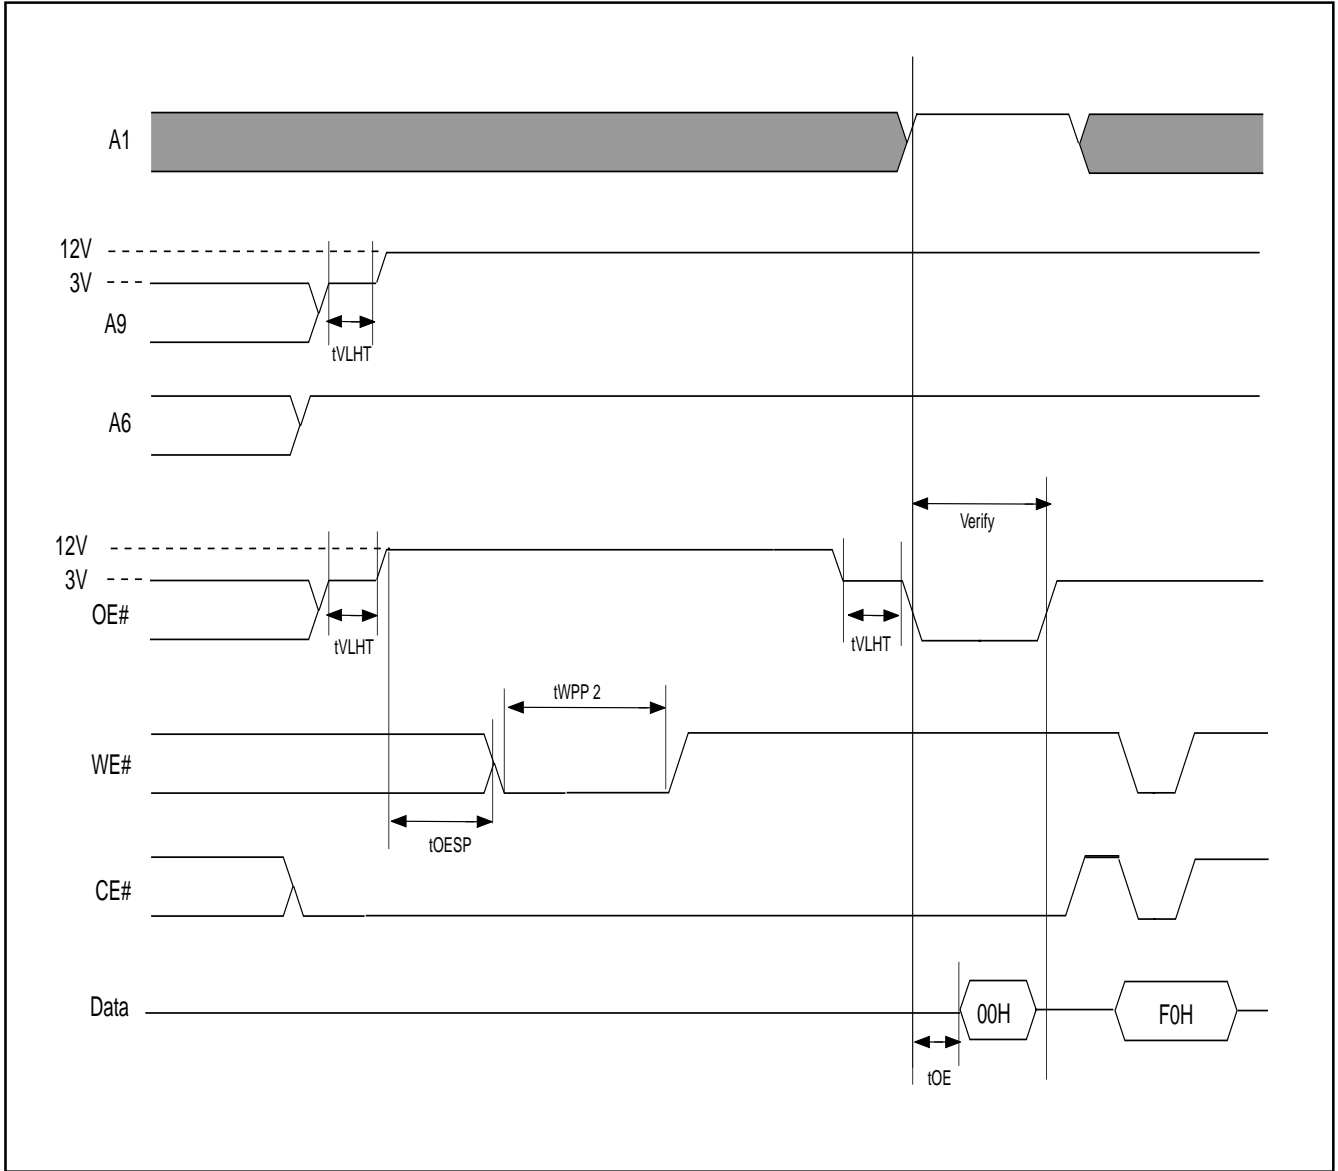 A1
12V
3V
A9
tVLHT
A6
Verify
12V
3V
OE#
tVLHT
tVLHT
tWPP 2
WE#
tOESP
CE#
Data
00H
F0H
tOE